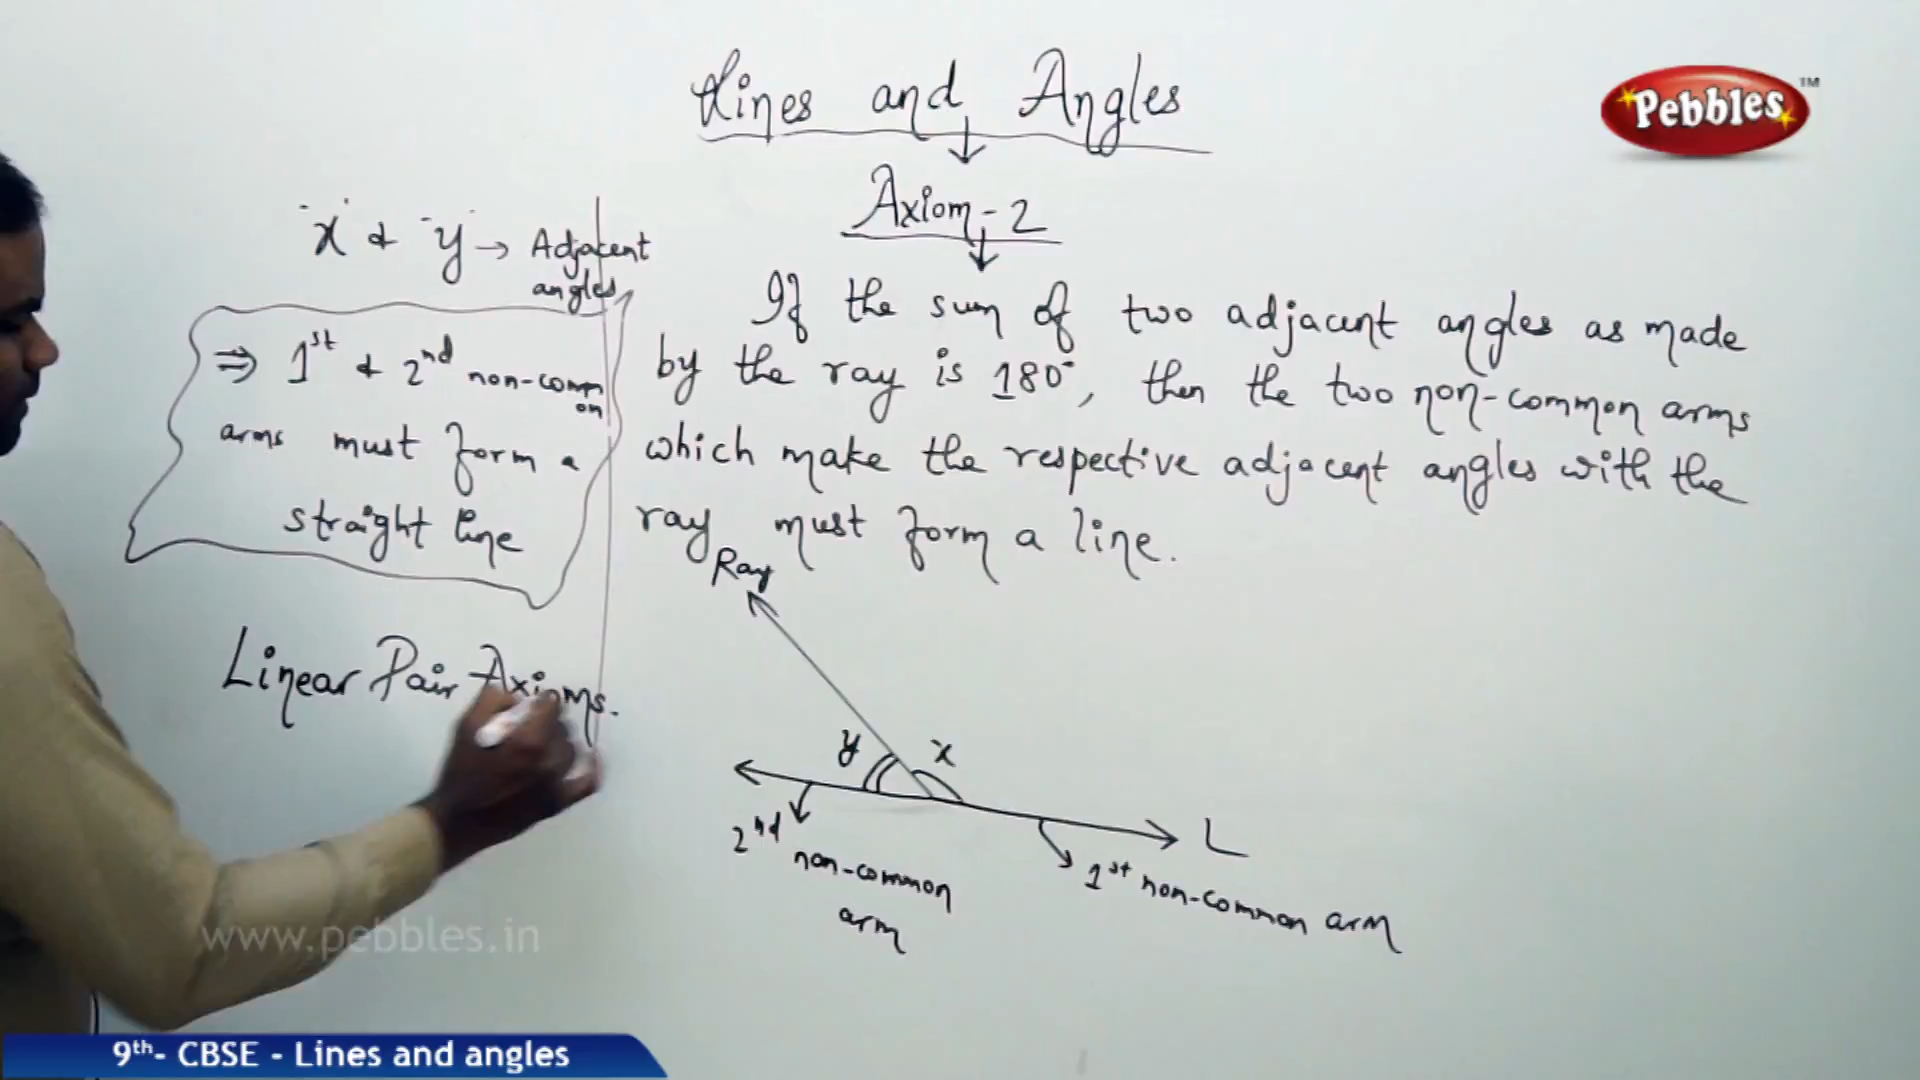 Lines and Angles
Axiom-2
If the sum of two adjacent angles as made
by the ray is 180°, then the two non-common arms
which make the respective adjacent angles with the
ray must form a line.
"x" & "y" → Adjacent
angles
⇒ 1st & 2nd non-comm
on
arms must form a
straight line
Linear Pair Axioms.
Ray
y
x
L
2nd
non-common
arm
1st non-common arm
Pebbles™
www.pebbles.in
9th- CBSE - Lines and angles